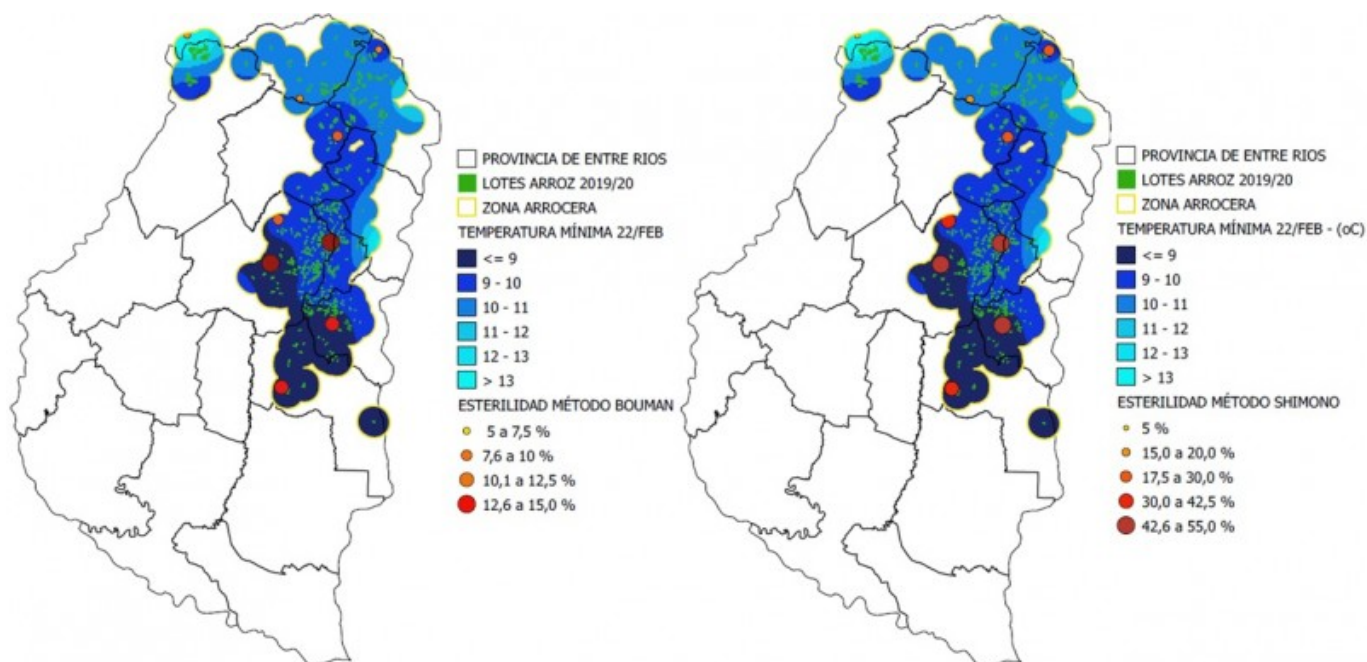 PROVINCIA DE ENTRE RIOS
LOTES ARROZ 2019/20
ZONA ARROCERA
TEMPERATURA MÍNIMA 22/FEB
<= 9
9 - 10
10 - 11
11 - 12
12 - 13
> 13
ESTERILIDAD MÉTODO BOUMAN
5 a 7,5 %
7,6 a 10 %
10,1 a 12,5 %
12,6 a 15,0 %
PROVINCIA DE ENTRE RIOS
LOTES ARROZ 2019/20
ZONA ARROCERA
TEMPERATURA MÍNIMA 22/FEB - (oC)
<= 9
9 - 10
10 - 11
11 - 12
12 - 13
> 13
ESTERILIDAD MÉTODO SHIMONO
5 %
15,0 a 20,0 %
17,5 a 30,0 %
30,0 a 42,5 %
42,6 a 55,0 %